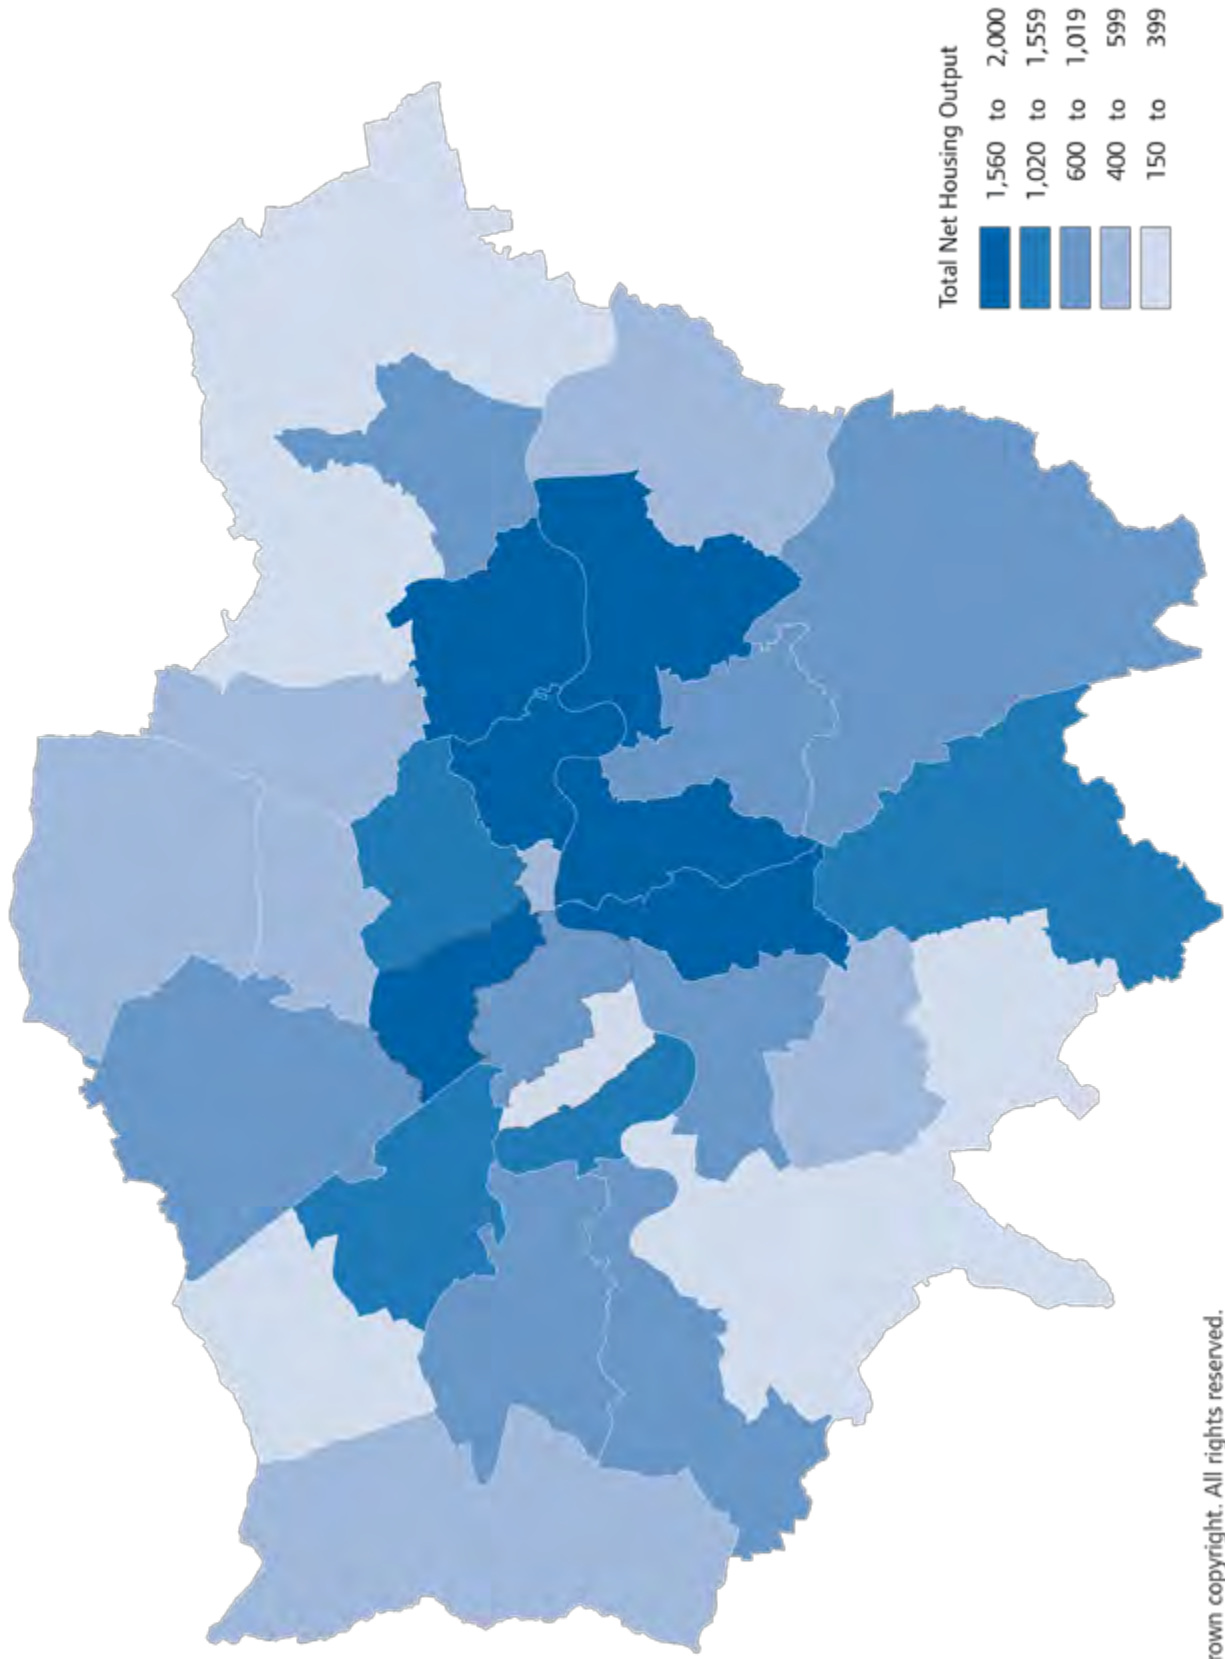 Total Net Housing Output
1,560 to 2,000
1,020 to 1,559
600 to 1,019
400 to 599
150 to 399
rown copyright. All rights reserved.